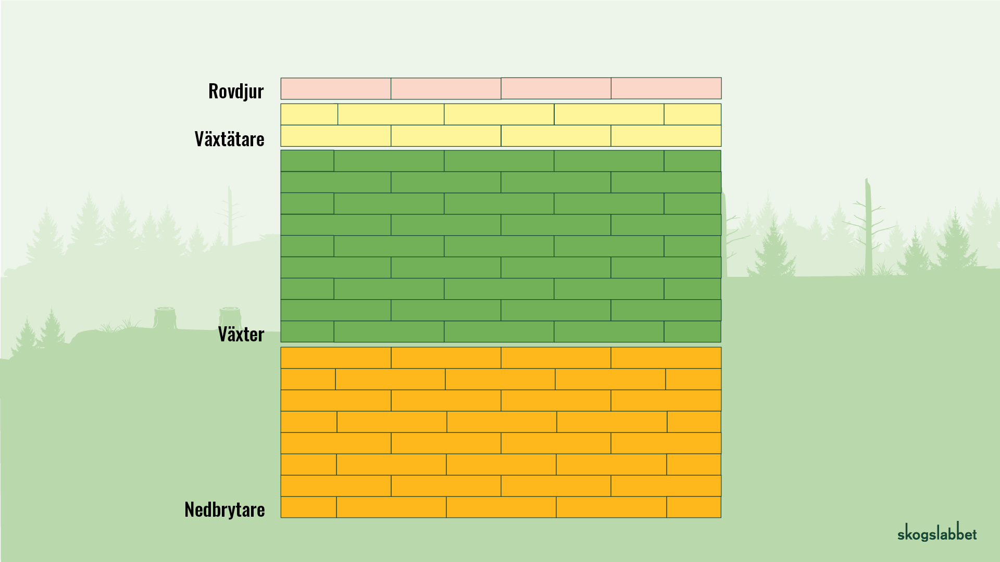 Rovdjur
Växtätare
Växter
Nedbrytare
skogslabbet